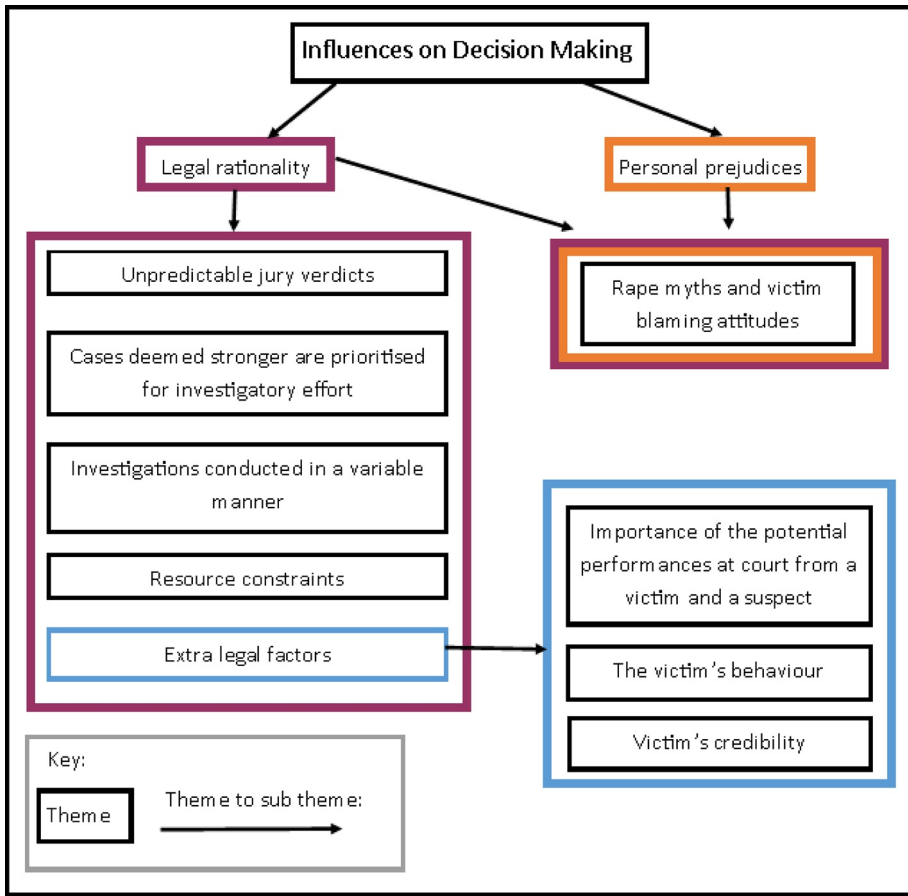 Influences on Decision Making
Legal rationality
Personal prejudices
Unpredictable jury verdicts
Cases deemed stronger are prioritised
for investigatory effort
Investigations conducted in a variable
manner
Resource constraints
Extra legal factors
Rape myths and victim
blaming attitudes
Importance of the potential
performances at court from a
victim and a suspect
The victim's behaviour
Victim's credibility
Key:
Theme
Theme to sub theme: